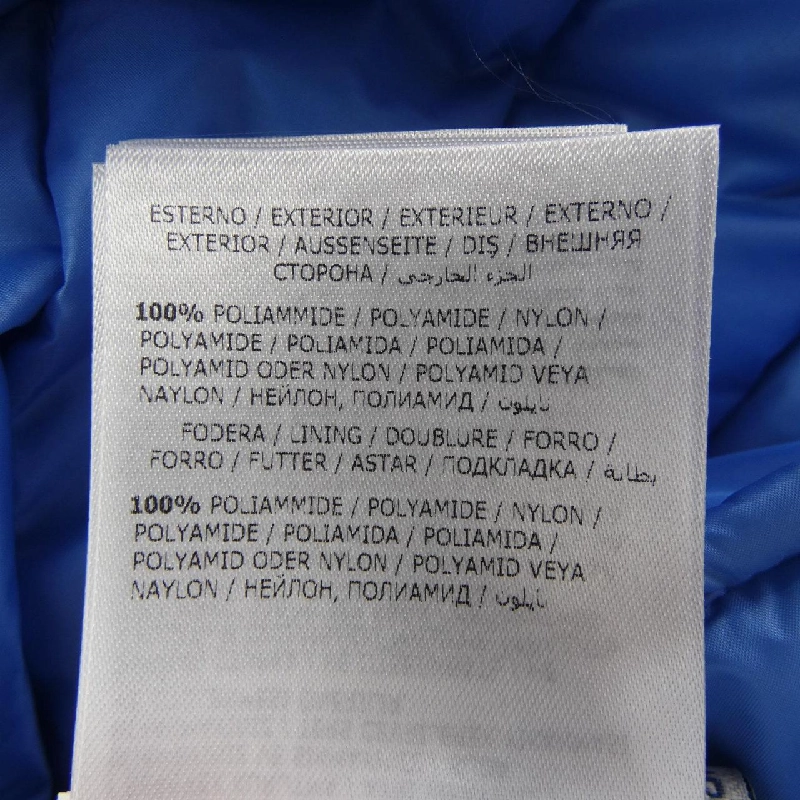 ESTERNO / EXTERIOR / EXTERIEUR / EXTERNO /
EXTERIOR / AUSSENSEITE / DIŞ / ВНЕШНЯЯ
СТОРОНА / الجزء الخارجي
100% POLIAMMIDE / POLYAMIDE / NYLON /
POLYAMIDE / POLIAMIDA / POLIAMIDA /
POLYAMID ODER NYLON / POLYAMID VEYA
NAYLON / НЕЙЛОН, ПОЛИАМИД / نايلون
FODERA / LINING / DOUBLURE / FORRO /
FORRO / FUTTER / ASTAR / ПОДКЛАДКА / بطانة
100% POLIAMMIDE / POLYAMIDE / NYLON /
POLYAMIDE / POLIAMIDA / POLIAMIDA /
POLYAMID ODER NYLON / POLYAMID VEYA
NAYLON / НЕЙЛОН, ПОЛИАМИД / نايلون